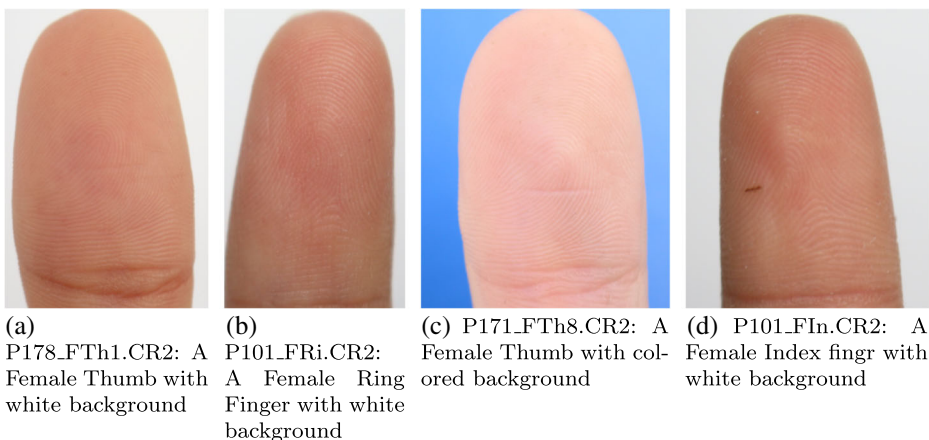 (a)
P178_FTh1.CR2: A
Female Thumb with
white background
(b)
P101_FRi.CR2:
A Female Ring
Finger with white
background
(c) P171_FTh8.CR2: A
Female Thumb with col-
ored background
(d) P101_FIn.CR2: A
Female Index fingr with
white background